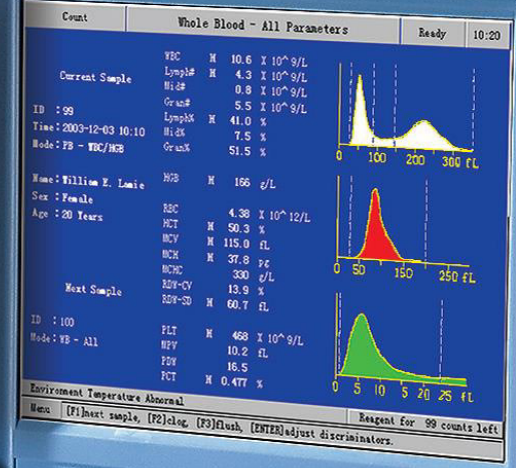 Count Whole Blood - All Parameters Ready 10:20
Current Sample
ID : 99
Time : 2003-12-03 10:10
Mode : PB - WBC/HGB
Name : William E. Lamie
Sex : Female
Age : 20 Years
Next Sample
ID : 100
Mode : WB - All
WBC H 10.6 X 10^ 9/L
Lymph# H 4.3 X 10^ 9/L
Mid# 0.8 X 10^ 9/L
Gran# 5.5 X 10^ 9/L
Lymph% H 41.0 %
Mid% 7.5 %
Gran% 51.5 %
HGB H 166 g/L
RBC 4.38 X 10^ 12/L
HCT H 50.3 %
MCV H 115.0 fL
MCH H 37.8 pg
MCHC 330 g/L
RDW-CV 13.9 %
RDW-SD H 60.7 fL
PLT H 468 X 10^ 9/L
MPV 10.2 fL
PDW 16.5
PCT H 0.477 %
0 100 200 300 fL
0 50 150 250 fL
0 5 10 5 20 25 fL
Environment Temperature Abnormal
Reagent for 99 counts left
Menu [F1]next sample, [F2]clog, [F3]flush, [ENTER]adjust discriminators.